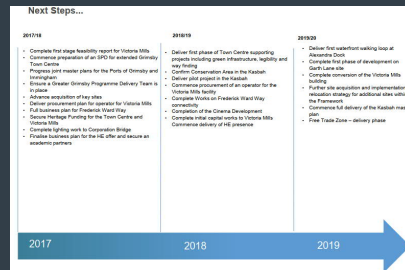 Next Steps...
2017/18
- Complete first stage feasibility report for Victoria Mills
- Commence preparation of an SPD for extended Grimsby
Town Centre
- Progress joint master plans for the Ports of Grimsby and
Immingham
- Ensure a Greater Grimsby Programme Delivery Team is
in place
- Advance acquisition of key sites
- Deliver procurement plan for operator for Victoria Mills
- Full business plan for Frederick Ward Way
- Secure Heritage Funding for the Town Centre and
Victoria Mills
- Complete lighting work to Corporation Bridge
- Finalise business plan for the HE offer and secure an
academic partners
2018/19
- Deliver first phase of Town Centre supporting
projects including green infrastructure, legibility and
way finding
- Confirm Conservation Area in the Kasbah
- Deliver pilot project in the Kasbah
- Commence procurement of an operator for the
Victoria Mills facility
- Complete Works on Frederick Ward Way
connectivity
- Completion of the Cinema Development
- Complete initial capital works to Victoria Mills
Commence delivery of HE presence
2019/20
- Deliver first waterfront walking loop at
Alexandra Dock
- Complete first phase of development on
Garth Lane site
- Complete conversion of the Victoria Mills
building
- Further site acquisition and implementation
relocation strategy for additional sites within
the Framework
- Commence full delivery of the Kasbah mas
plan
- Free Trade Zone – delivery phase
2017
2018
2019